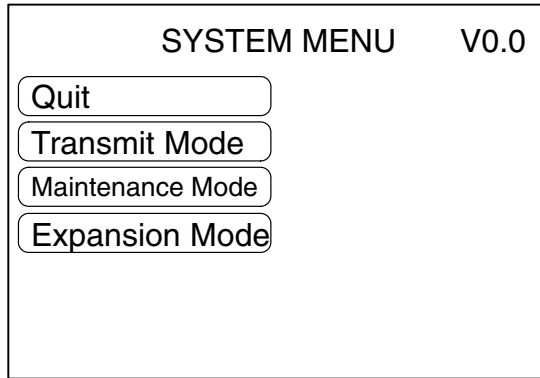 SYSTEM MENU V0.0
Quit
Transmit Mode
Maintenance Mode
Expansion Mode